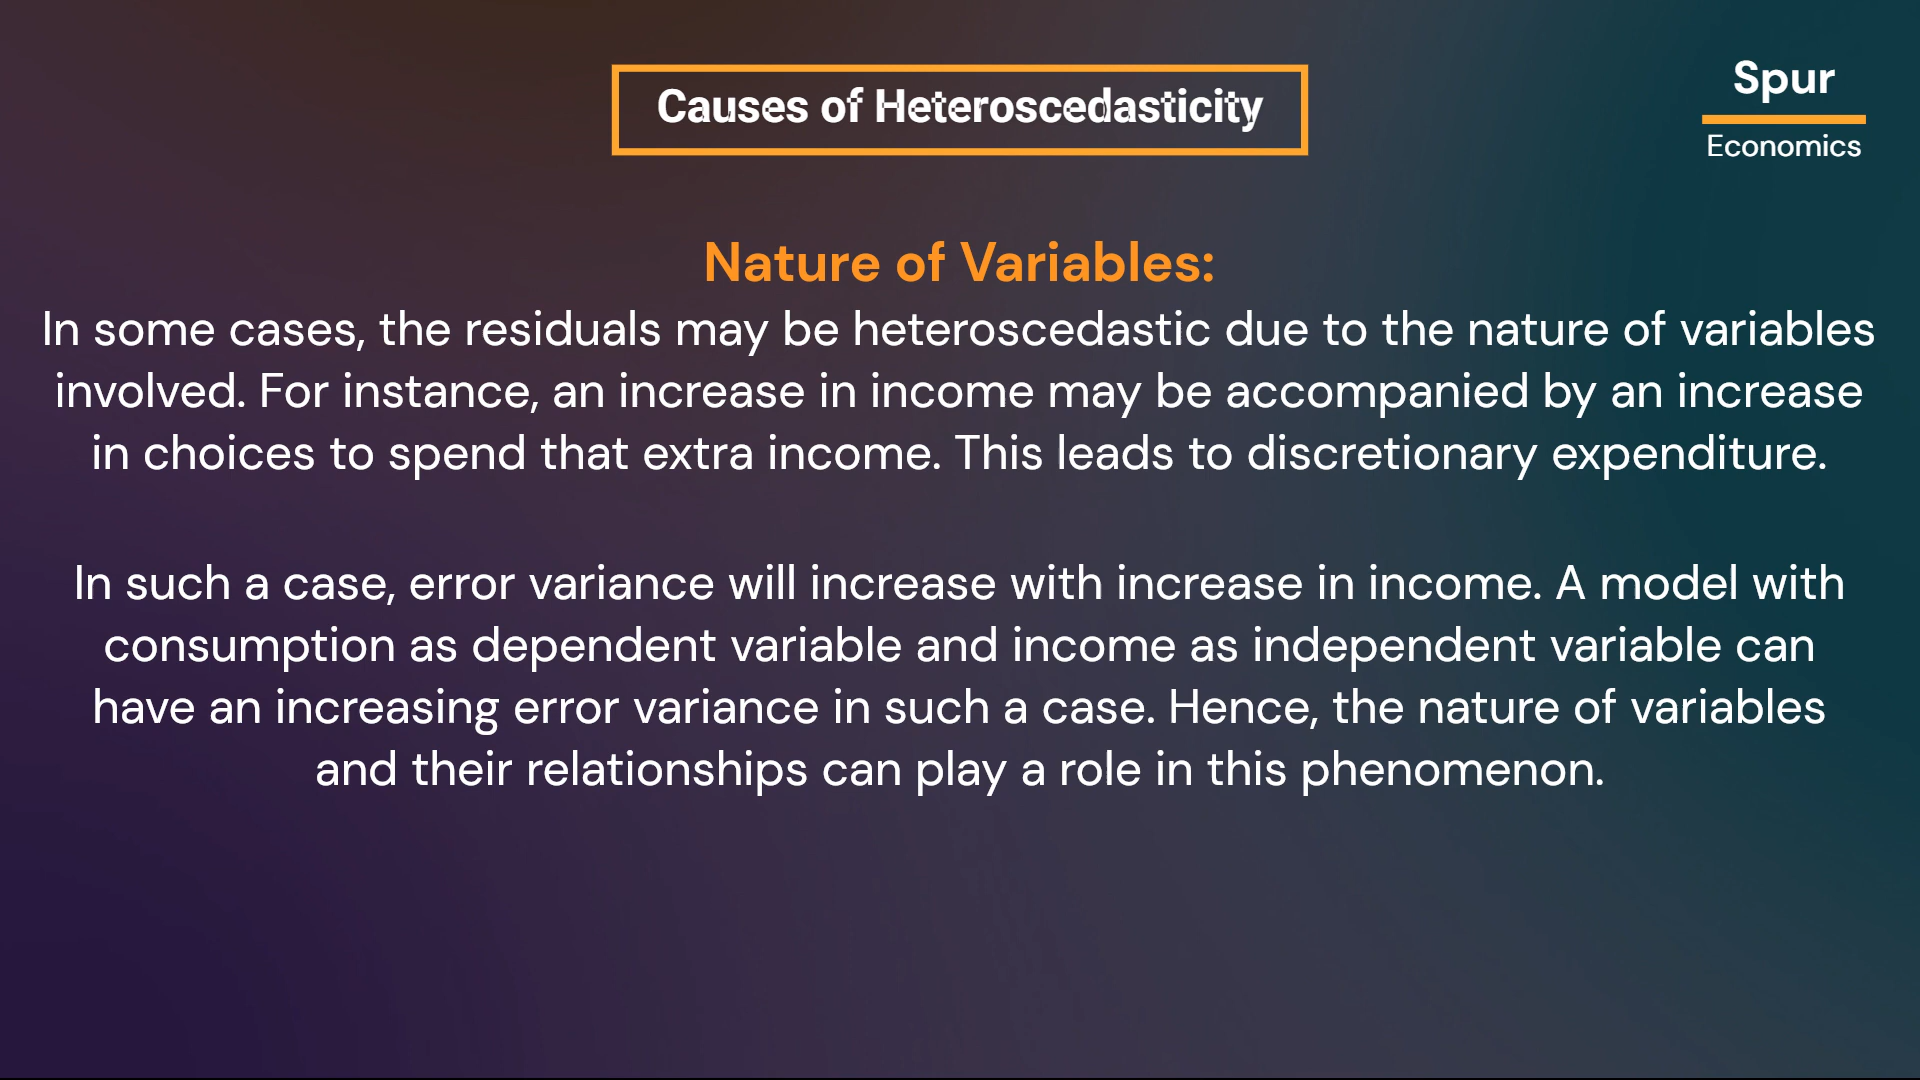 Causes of Heteroscedasticity
Spur
Economics
Nature of Variables:
In some cases, the residuals may be heteroscedastic due to the nature of variables
involved. For instance, an increase in income may be accompanied by an increase
in choices to spend that extra income. This leads to discretionary expenditure.
In such a case, error variance will increase with increase in income. A model with
consumption as dependent variable and income as independent variable can
have an increasing error variance in such a case. Hence, the nature of variables
and their relationships can play a role in this phenomenon.